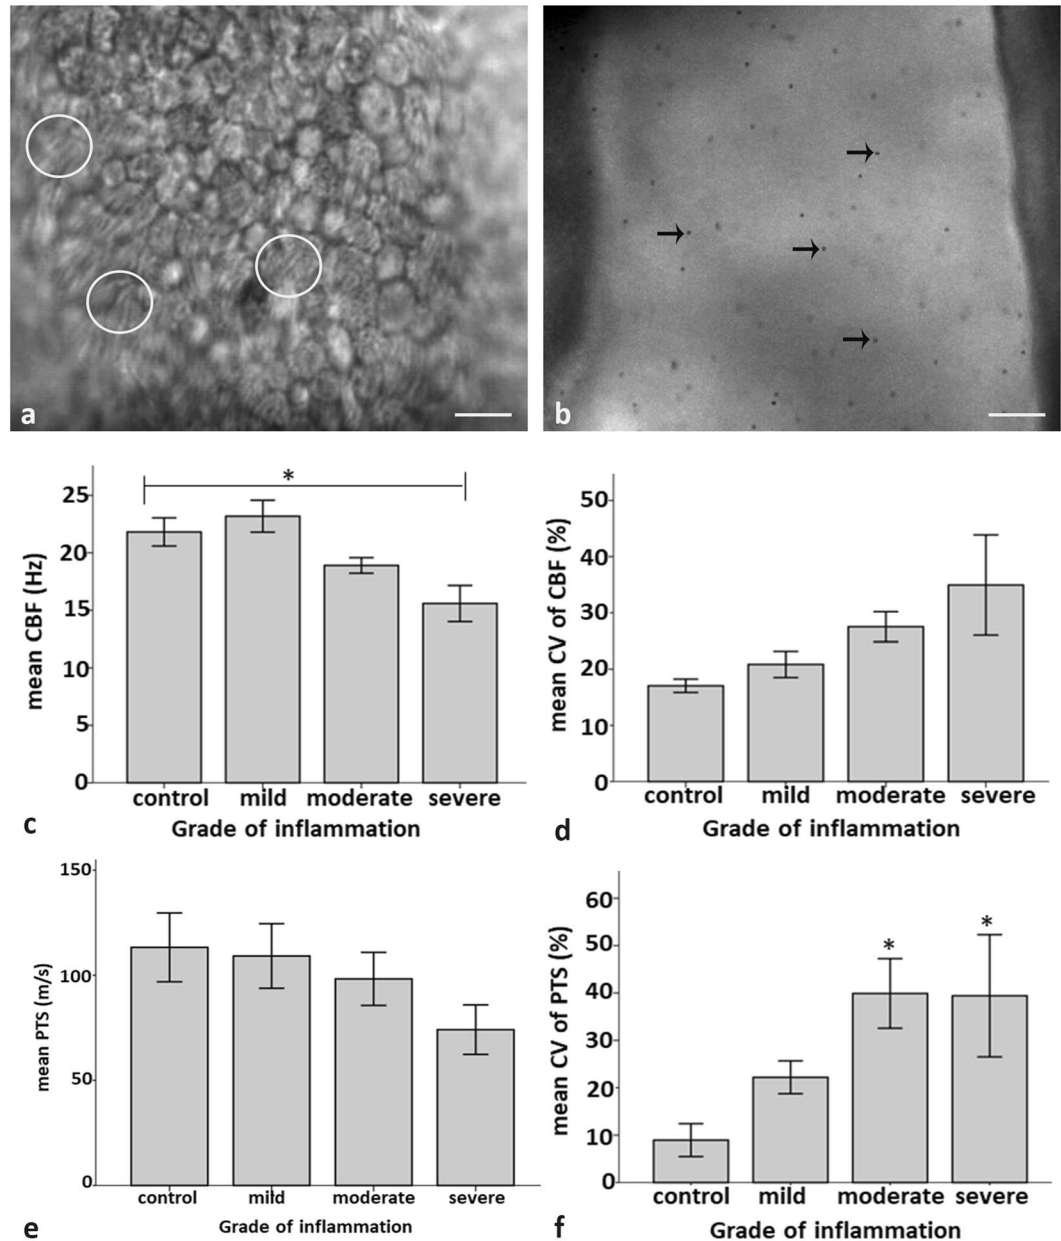 a
b
*
25
20
15
10
5
0
mean CBF (Hz)
control mild moderate severe
Grade of inflammation
c
50
40
30
20
10
0
mean CV of CBF (%)
control mild moderate severe
Grade of inflammation
d
150
100
50
0
mean PTS (m/s)
control mild moderate severe
Grade of inflammation
e
60
50
40
30
20
10
0
mean CV of PTS (%)
*
*
control mild moderate severe
Grade of inflammation
f